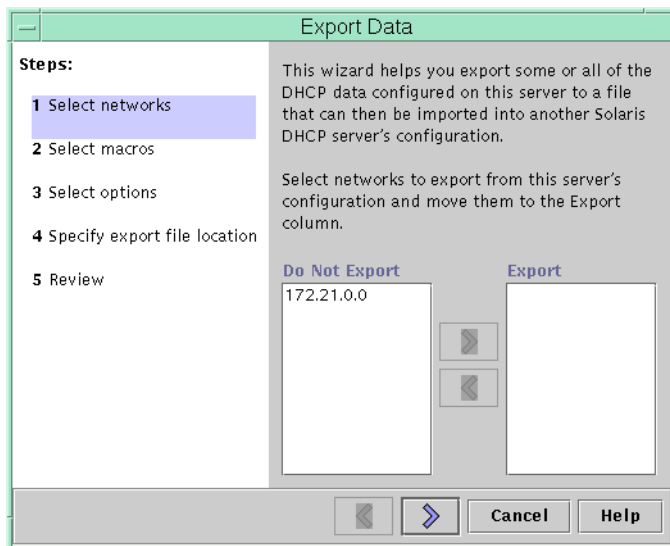 Export Data
Steps:
1 Select networks
2 Select macros
3 Select options
4 Specify export file location
5 Review
This wizard helps you export some or all of the
DHCP data configured on this server to a file
that can then be imported into another Solaris
DHCP server's configuration.
Select networks to export from this server's
configuration and move them to the Export
column.
Do Not Export
172.21.0.0
Export
Cancel
Help